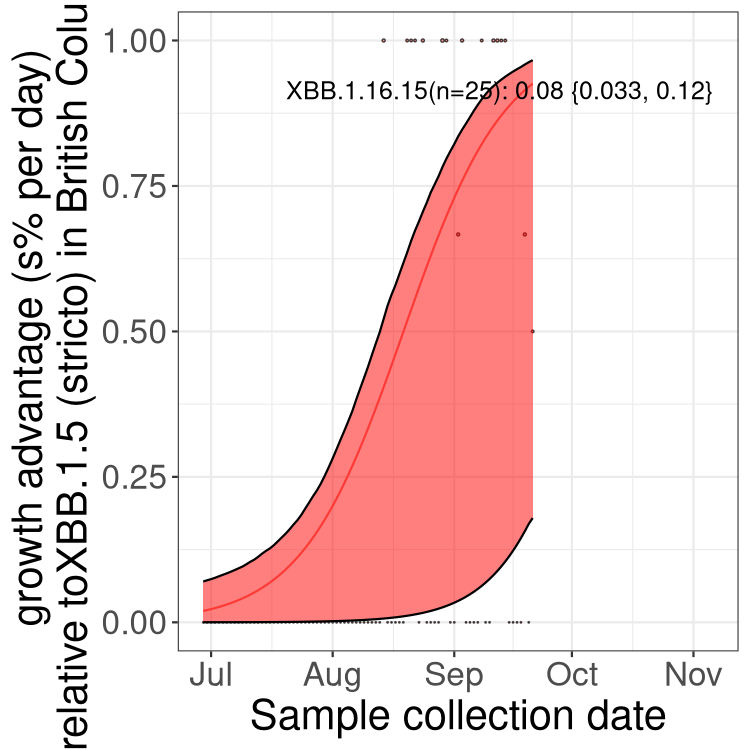 growth advantage (s% per day)
relative toXBB.1.5 (stricto) in British Colu
1.00
0.75
0.50
0.25
0.00
XBB.1.16.15(n=25): 0.08 {0.033, 0.12}
Jul Aug Sep Oct Nov
Sample collection date